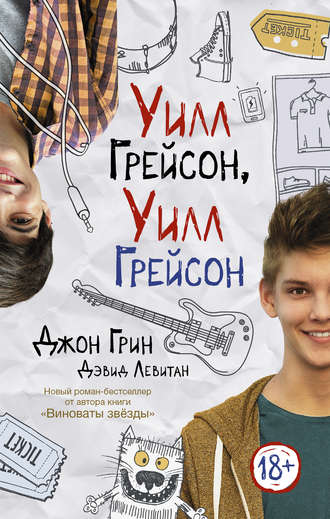 TICKET
Уилл
Грейсон,
Уилл
Грейсон
Джон Грин
Дэвид Левитан
Новый роман-бестселлер
от автора книги
«Виноваты звёзды»
TICKET
18+